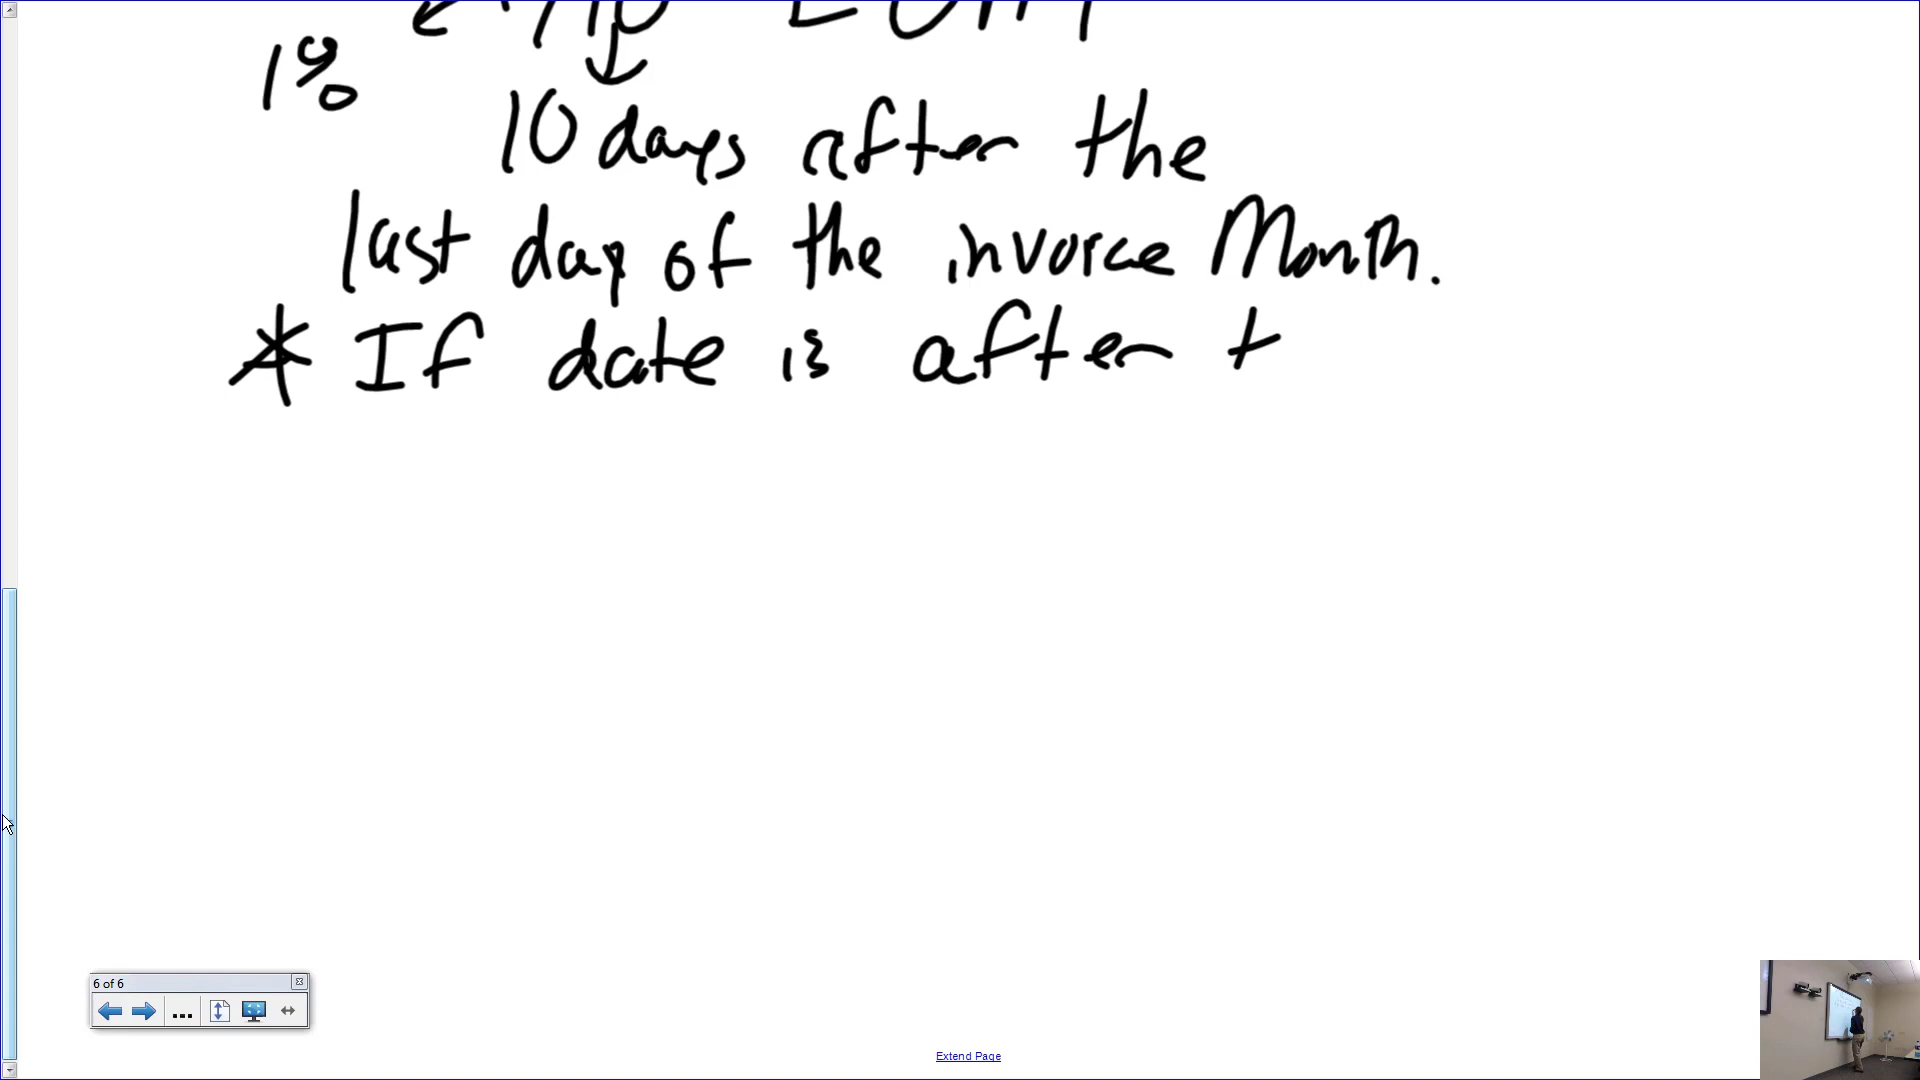 1%
10 days after the
last day of the invoice Month.
* If date is after t
6 of 6
Extend Page